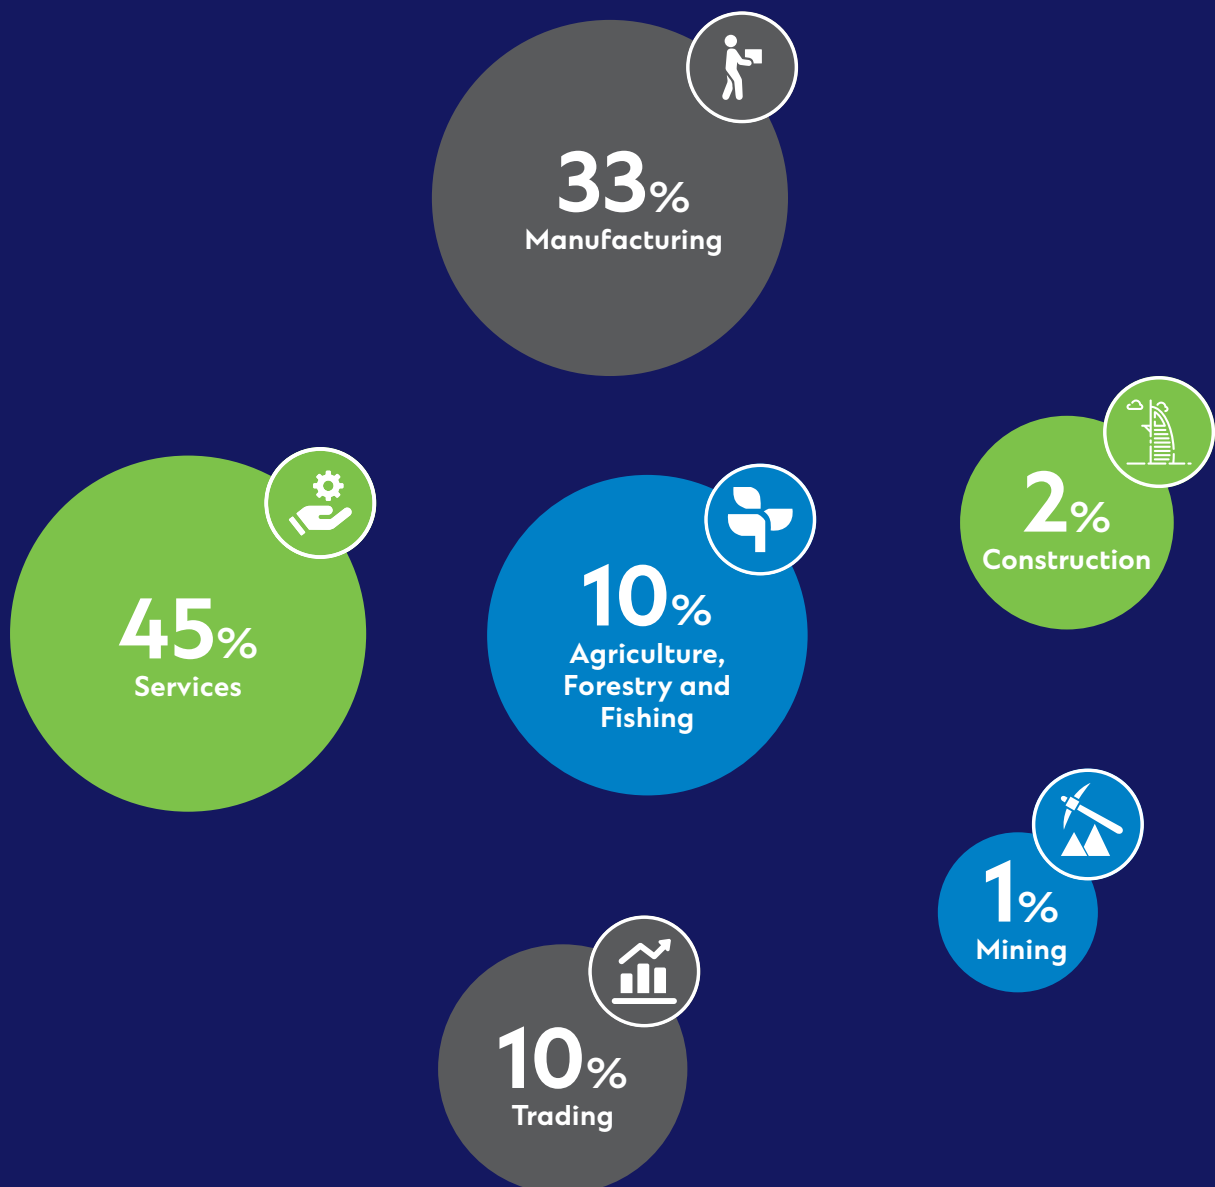 33%
Manufacturing
2%
Construction
45%
Services
10%
Agriculture,
Forestry and
Fishing
1%
Mining
10%
Trading